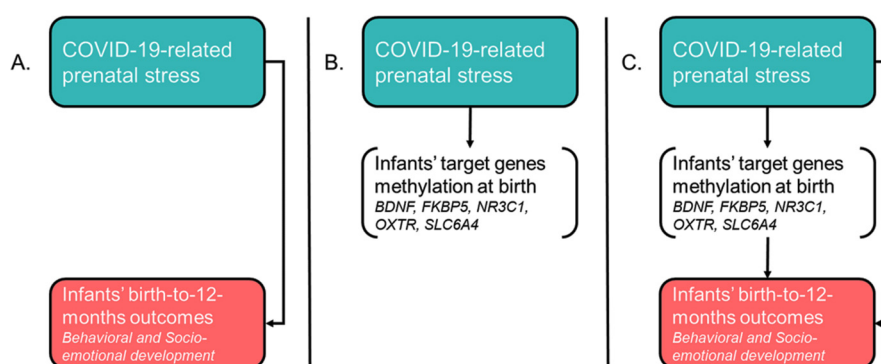 A.
COVID-19-related
prenatal stress
Infants' birth-to-12-
months outcomes
Behavioral and Socio-
emotional development
B.
COVID-19-related
prenatal stress
Infants' target genes
methylation at birth
BDNF, FKBP5, NR3C1,
OXTR, SLC6A4
C.
COVID-19-related
prenatal stress
Infants' target genes
methylation at birth
BDNF, FKBP5, NR3C1,
OXTR, SLC6A4
Infants' birth-to-12-
months outcomes
Behavioral and Socio-
emotional development